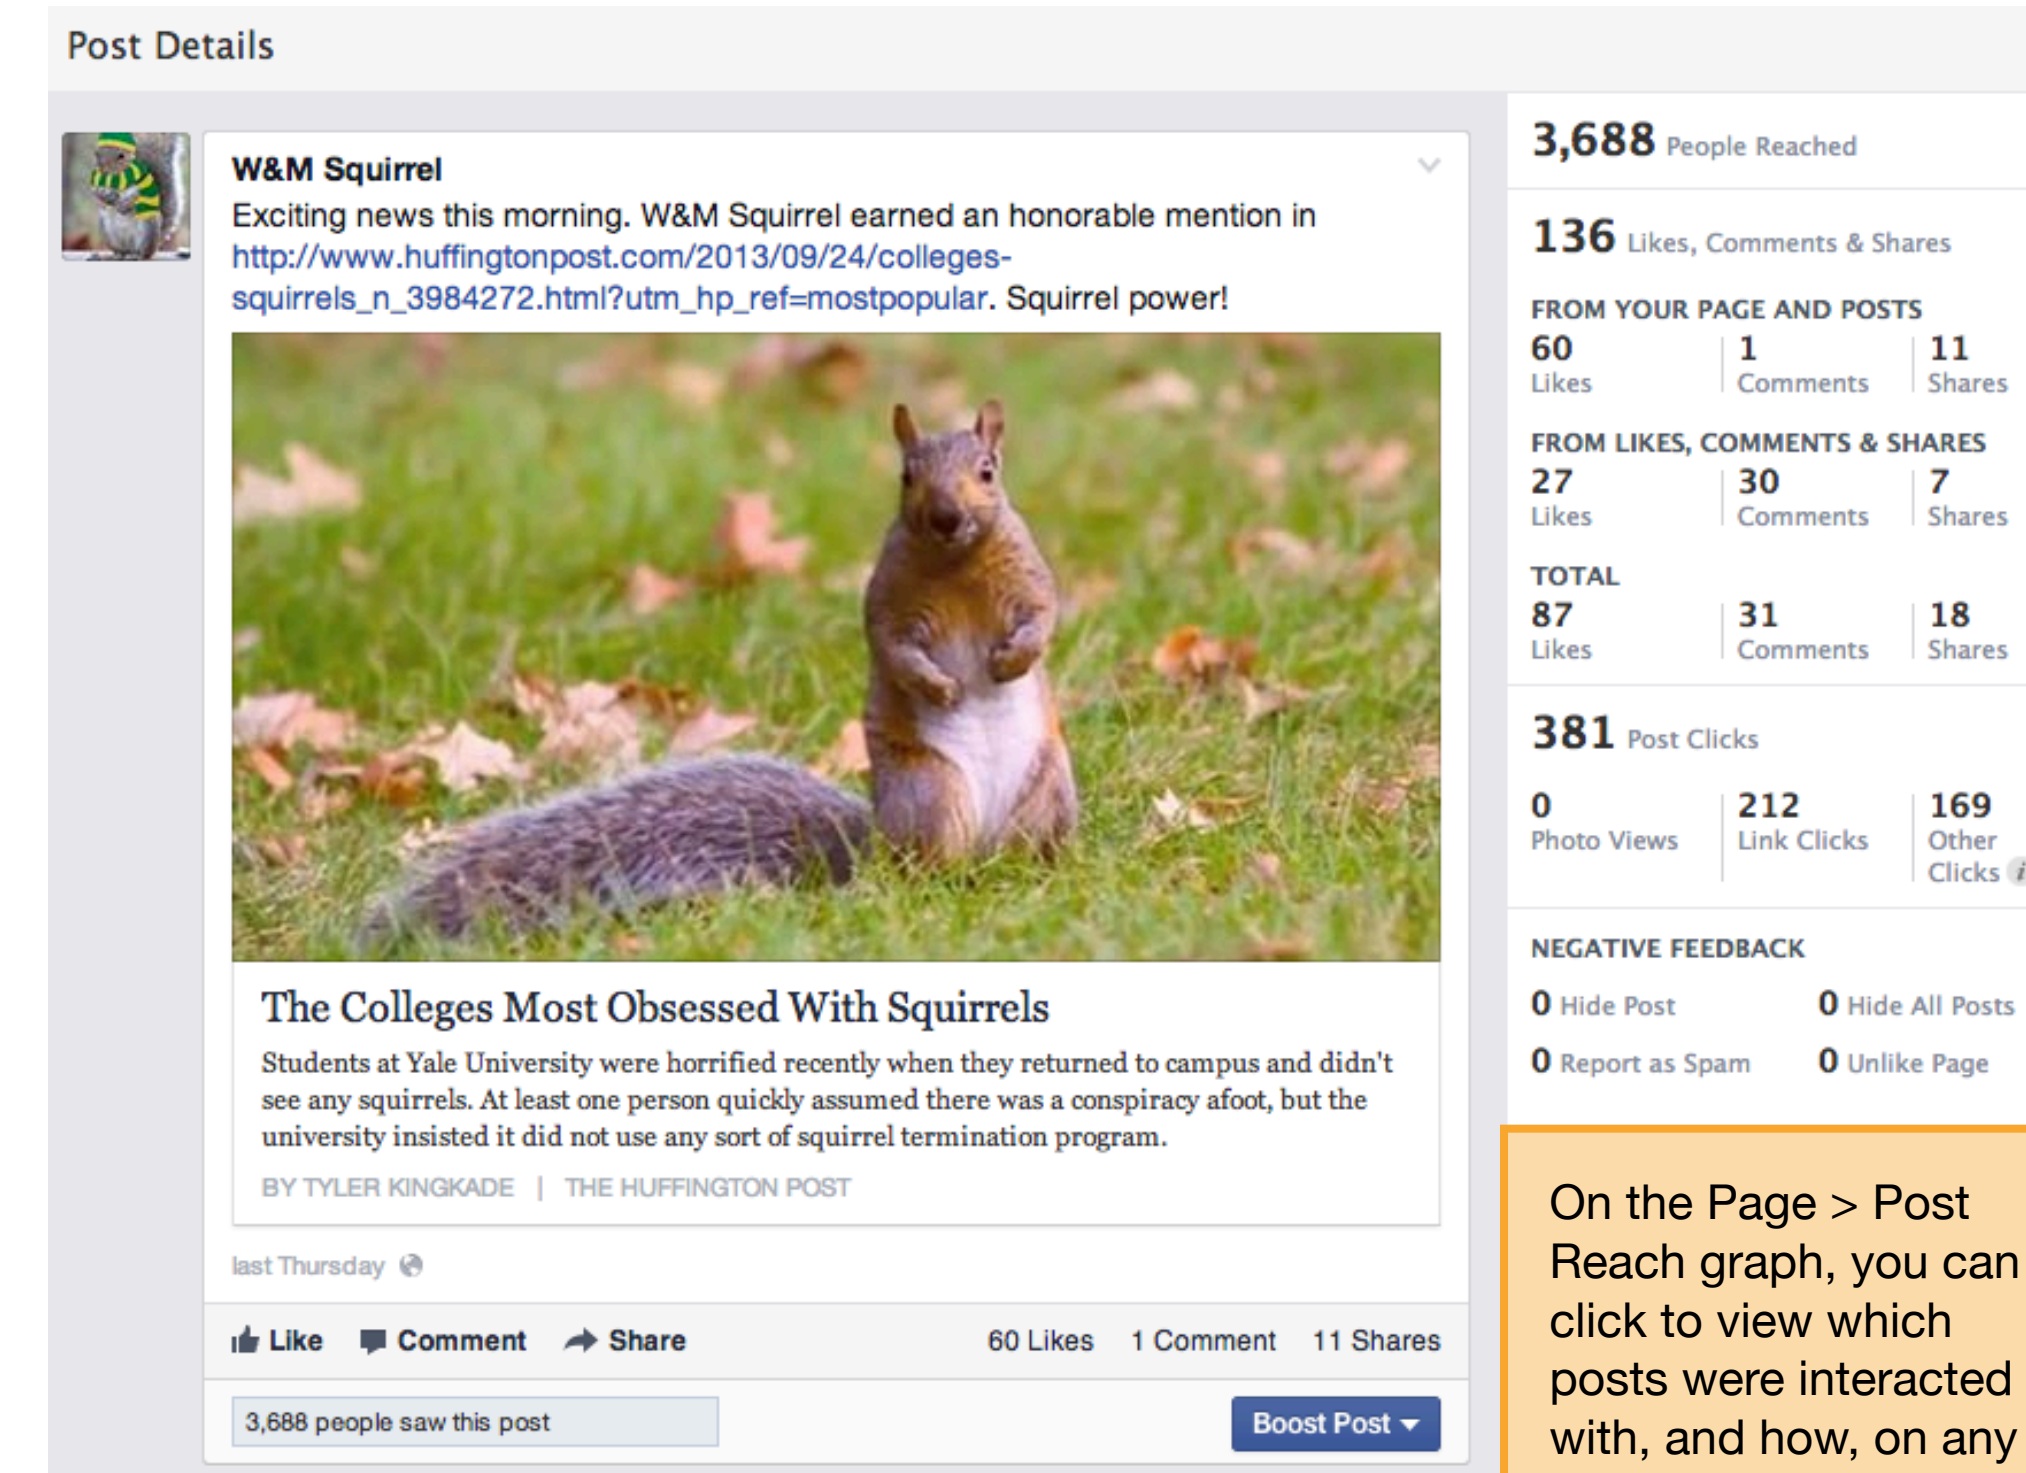 Post Details
W&M Squirrel
Exciting news this morning. W&M Squirrel earned an honorable mention in
http://www.huffingtonpost.com/2013/09/24/colleges-
squirrels_n_3984272.html?utm_hp_ref=mostpopular. Squirrel power!
The Colleges Most Obsessed With Squirrels
Students at Yale University were horrified recently when they returned to campus and didn't
see any squirrels. At least one person quickly assumed there was a conspiracy afoot, but the
university insisted it did not use any sort of squirrel termination program.
BY TYLER KINGKADE | THE HUFFINGTON POST
last Thursday
Like Comment Share 60 Likes 1 Comment 11 Shares
3,688 people saw this post Boost Post
3,688 People Reached
136 Likes, Comments & Shares
FROM YOUR PAGE AND POSTS
60 1 11
Likes Comments Shares
FROM LIKES, COMMENTS & SHARES
27 30 7
Likes Comments Shares
TOTAL
87 31 18
Likes Comments Shares
381 Post Clicks
0 212 169
Photo Views Link Clicks Other
Clicks i
NEGATIVE FEEDBACK
0 Hide Post 0 Hide All Posts
0 Report as Spam 0 Unlike Page
On the Page > Post
Reach graph, you can
click to view which
posts were interacted
with, and how, on any